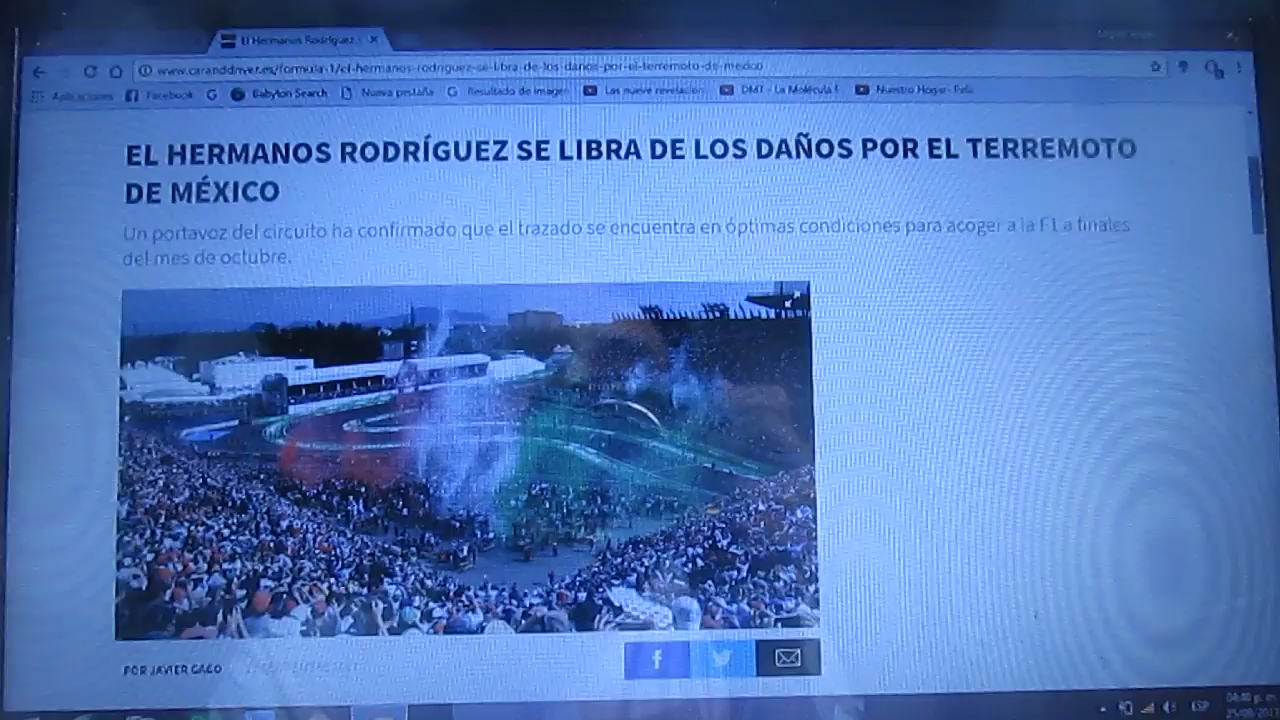 El Hermanos Rodríguez
www.caranddriver.es/formula-1/el-hermanos-rodriguez-se-libra-de-los-danos-por-el-terremoto-de-mexico
Aplicaciones Facebook Babylon Search Nueva pestaña Resultado de imagen Las nueve revelacion DMT - La Molécula Nuestro Hogar- Pelí
EL HERMANOS RODRÍGUEZ SE LIBRA DE LOS DAÑOS POR EL TERREMOTO
DE MÉXICO
Un portavoz del circuito ha confirmado que el trazado se encuentra en óptimas condiciones para acoger a la F1 a finales
del mes de octubre.
POR JAVIER GAGO
ESP
04:40 p. m.